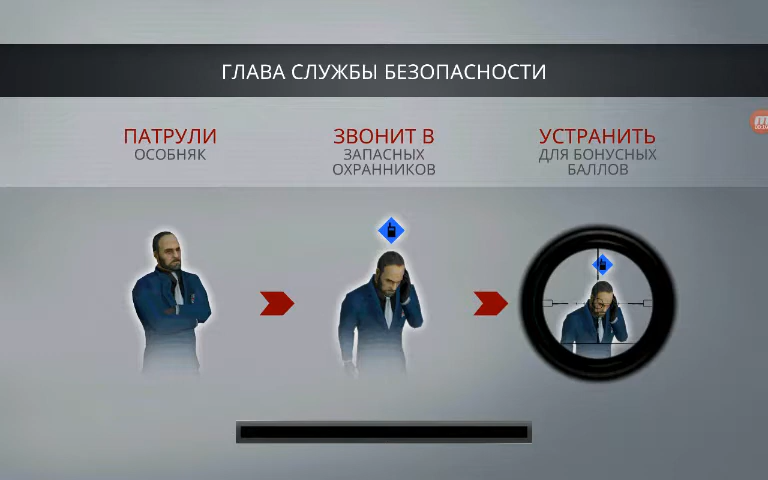 ГЛАВА СЛУЖБЫ БЕЗОПАСНОСТИ
ПАТРУЛИ
ОСОБНЯК
ЗВОНИТ В
ЗАПАСНЫХ
ОХРАННИКОВ
УСТРАНИТЬ
ДЛЯ БОНУСНЫХ
БАЛЛОВ